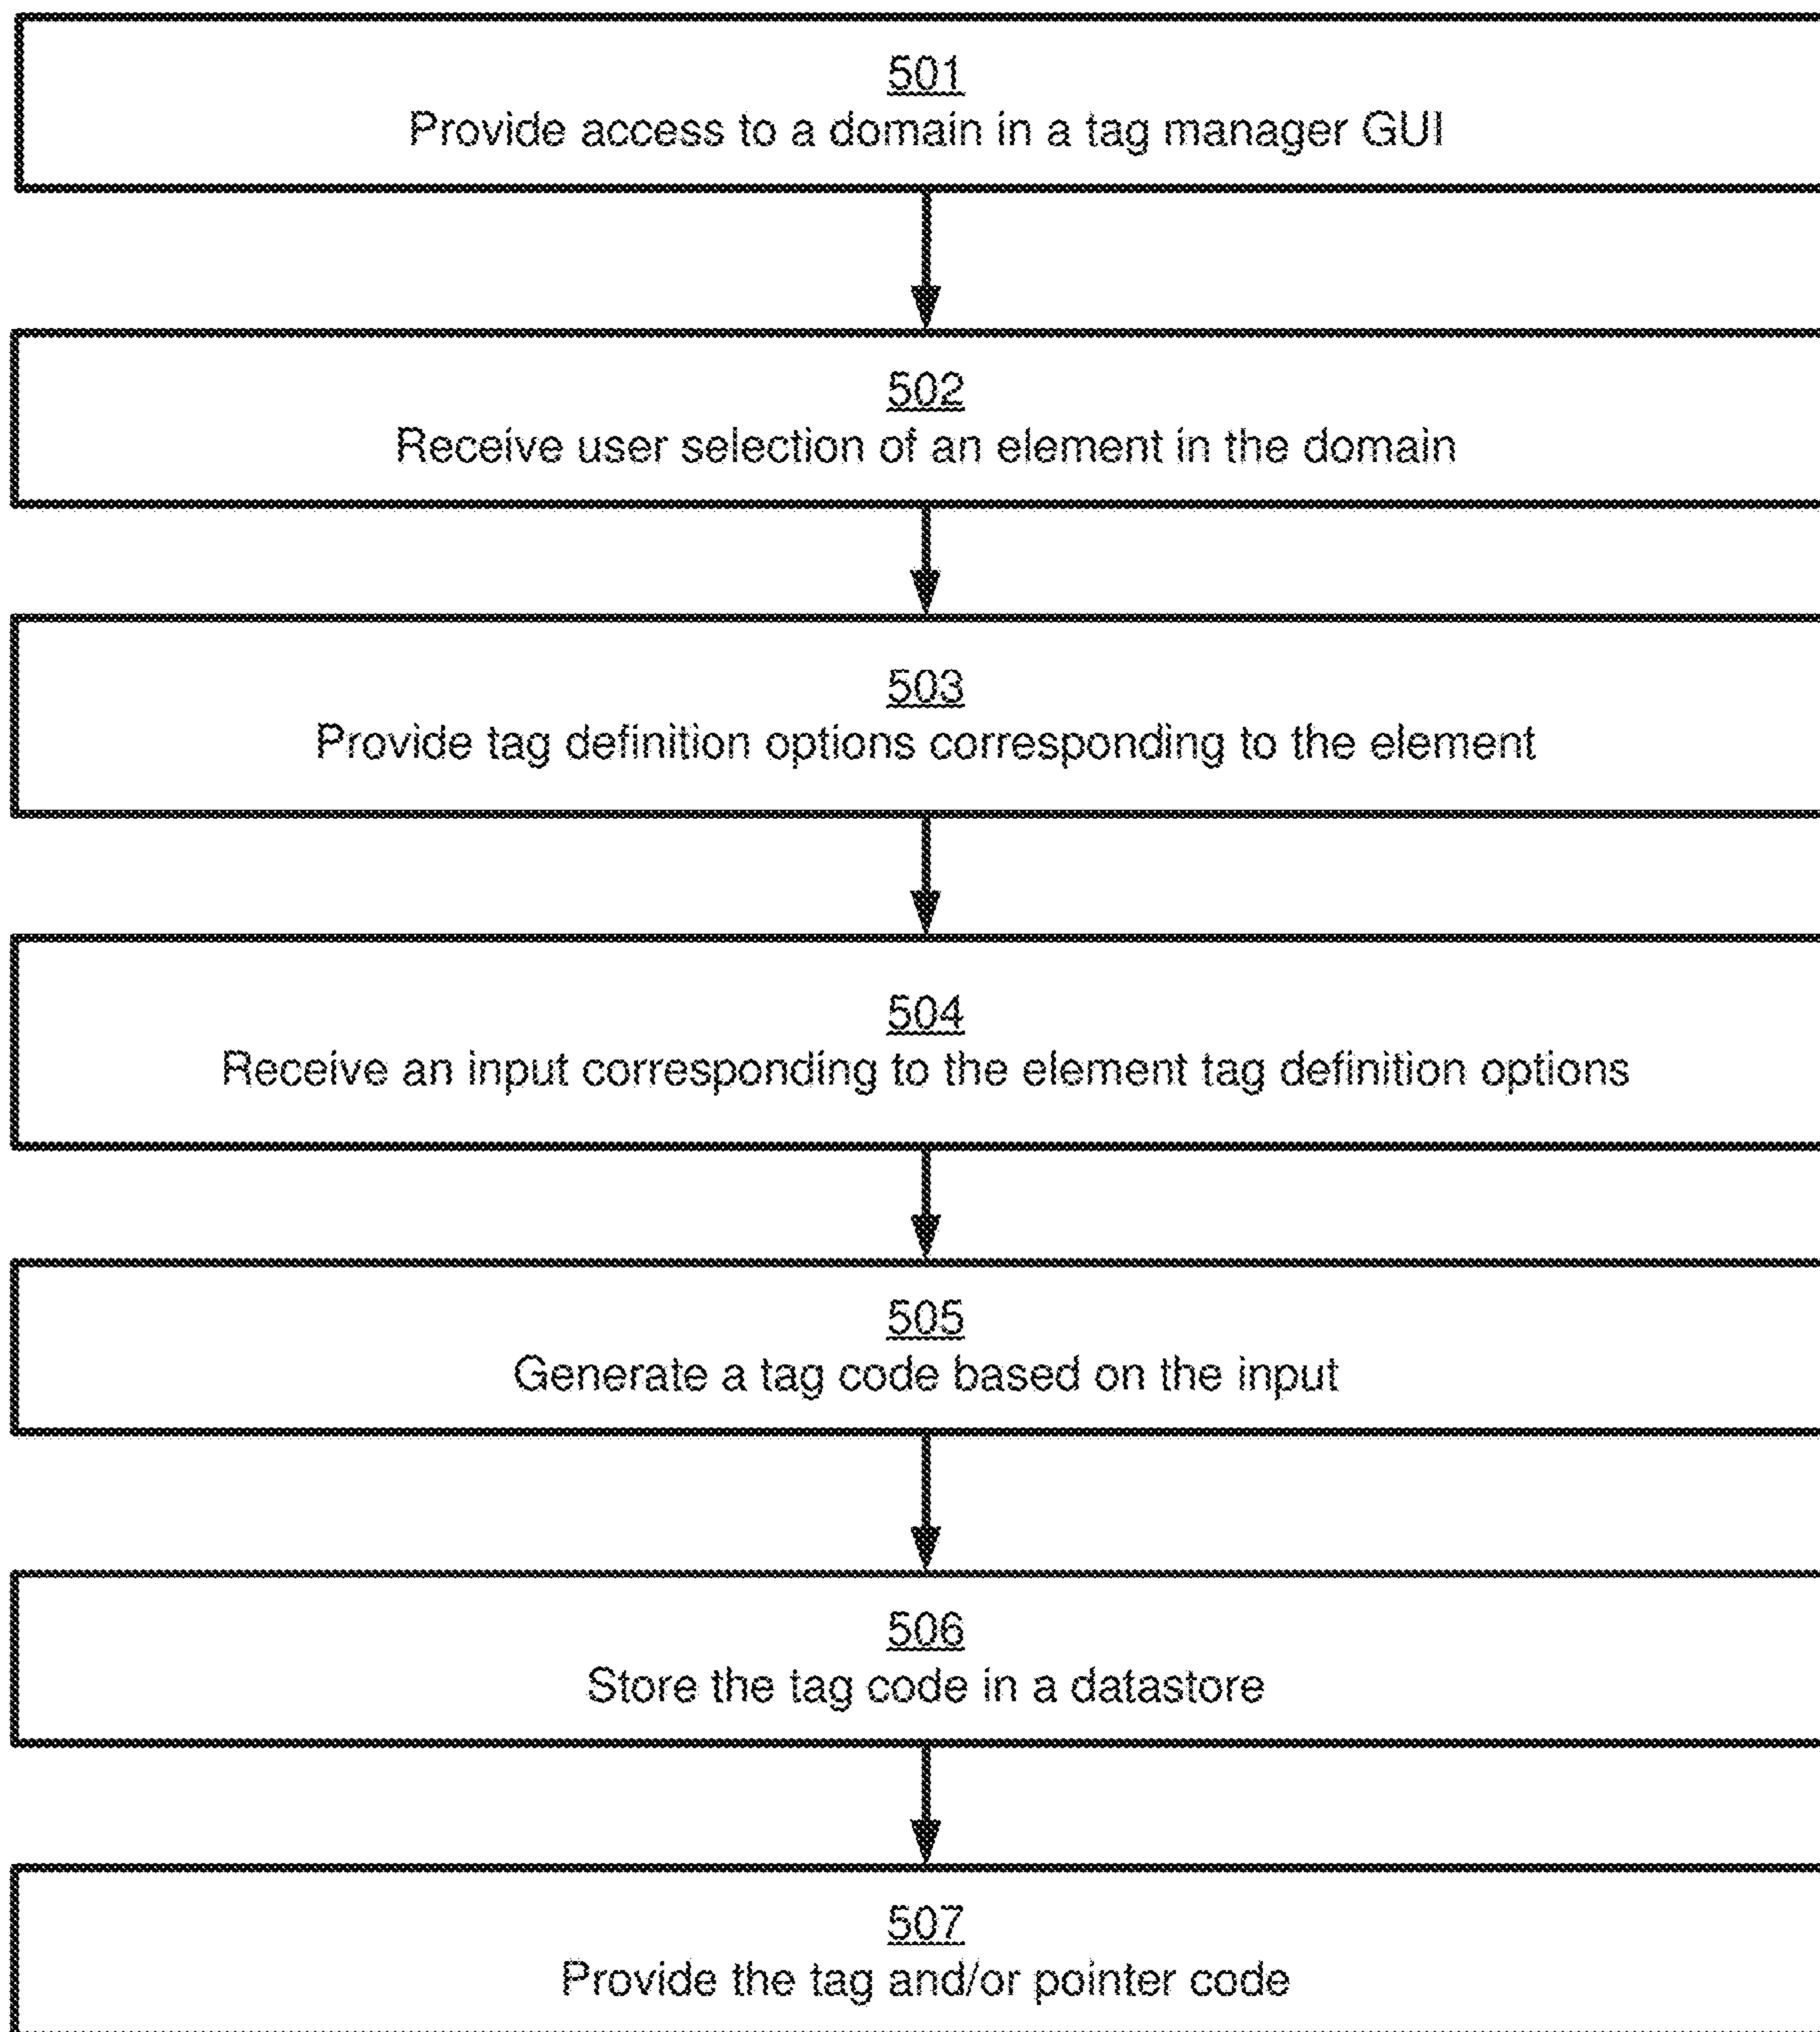 501
Provide access to a domain in a tag manager GUI
502
Receive user selection of an element in the domain
503
Provide tag definition options corresponding to the element
504
Receive an input corresponding to the element tag definition options
505
Generate a tag code based on the input
506
Store the tag code in a datastore
507
Provide the tag and/or pointer code